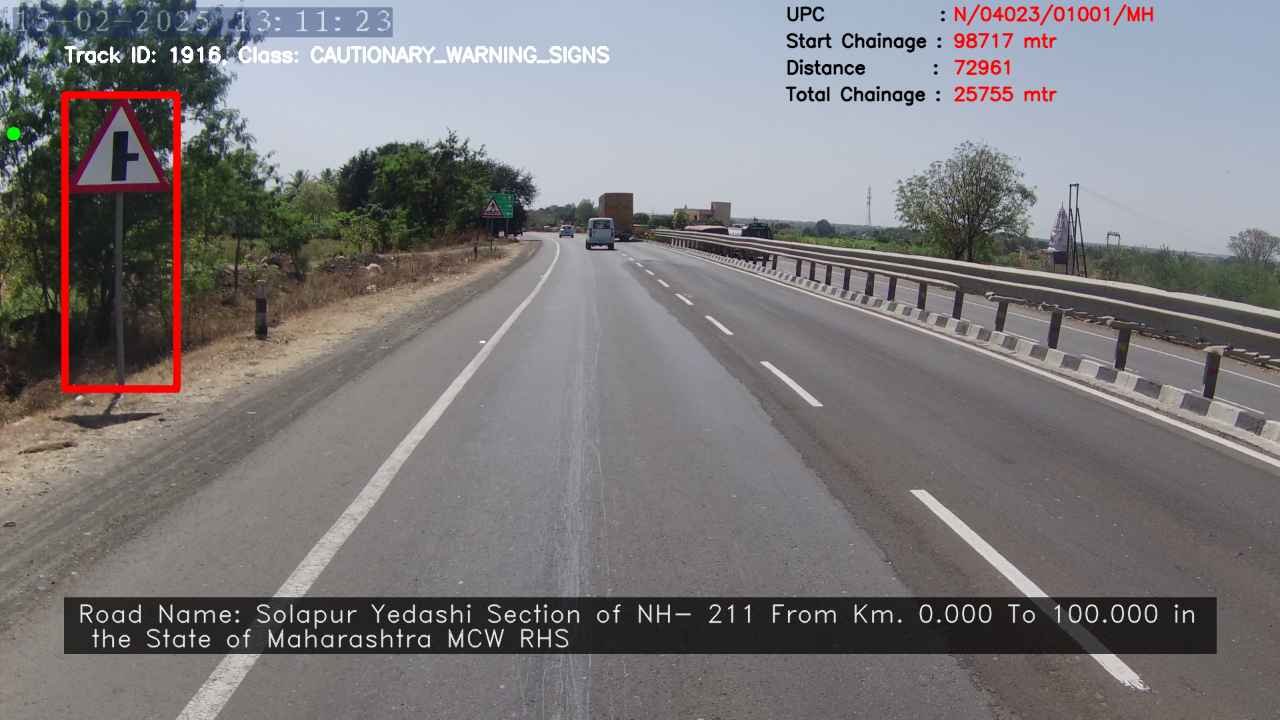 15-02-2025 13:11:23
Track ID: 1916, Class: CAUTIONARY_WARNING_SIGNS
UPC : N/04023/01001/MH
Start Chainage : 98717 mtr
Distance : 72961
Total Chainage : 25755 mtr
Road Name: Solapur Yedashi Section of NH- 211 From Km. 0.000 To 100.000 in
the State of Maharashtra MCW RHS